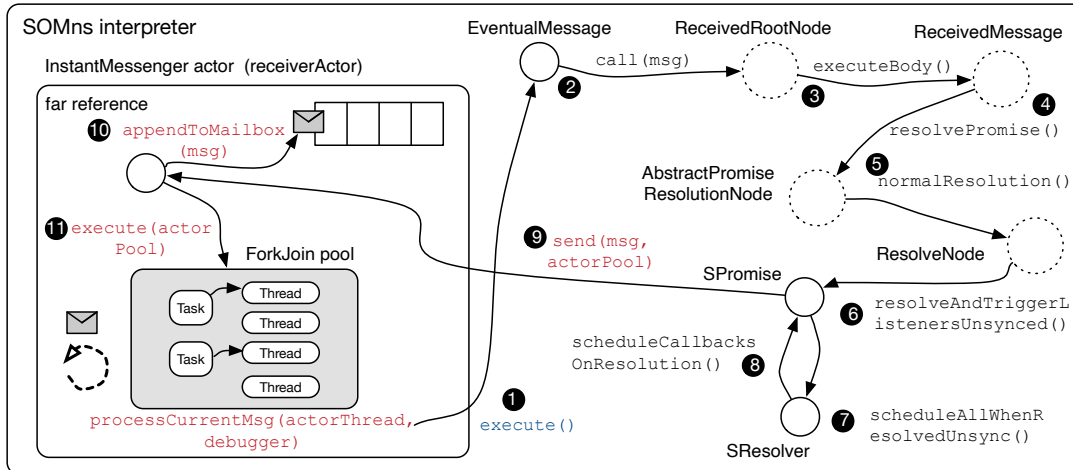 SOMns interpreter
EventualMessage
ReceivedRootNode
ReceivedMessage
InstantMessenger actor (receiverActor)
call(msg)
executeBody()
2
3
4
far reference
10
appendToMailbox
(msg)
resolvePromise()
5
AbstractPromise
ResolutionNode
normalResolution()
11
execute(actor
Pool)
9
send(msg,
actorPool)
ForkJoin pool
ResolveNode
SPromise
Task
Thread
Thread
Task
Thread
Thread
6
resolveAndTriggerL
istenersUnsynced()
scheduleCallbacks
OnResolution()
8
processCurrentMsg(actorThread,
debugger)
1
execute()
7
scheduleAllWhenR
esolvedUnsync()
SResolver